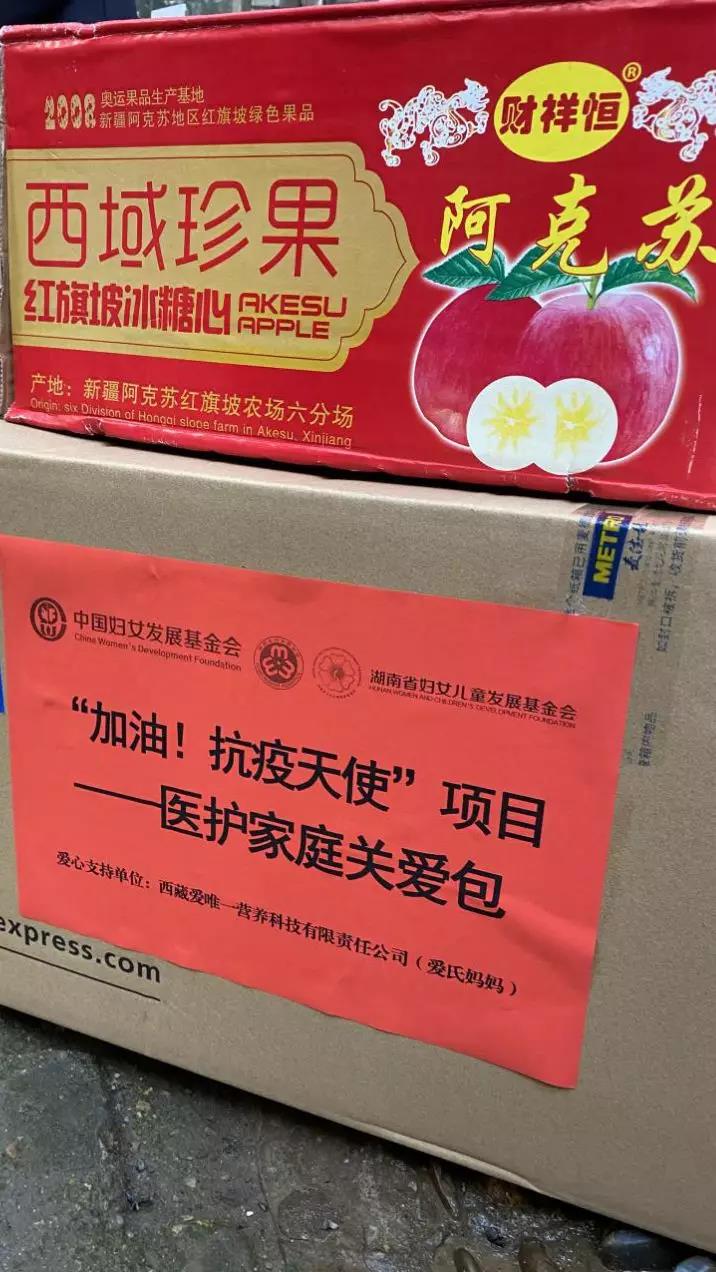 2008 奥运果品生产基地
新疆阿克苏地区红旗坡绿色果品
财祥恒®
阿克苏
西域珍果
红旗坡冰糖心 AKESU APPLE
产地：新疆阿克苏红旗坡农场六分场
Origin: six Division of Hongqi slope farm in Akesu, Xinjiang
METR
中国妇女发展基金会
China Women's Development Foundation
湖南省妇女儿童发展基金会
HUNAN WOMEN AND CHILDREN'S DEVELOPMENT FOUNDATION
“加油！抗疫天使”项目
——医护家庭关爱包
爱心支持单位：西藏爱唯一营养科技有限责任公司（爱氏妈妈）
express.com